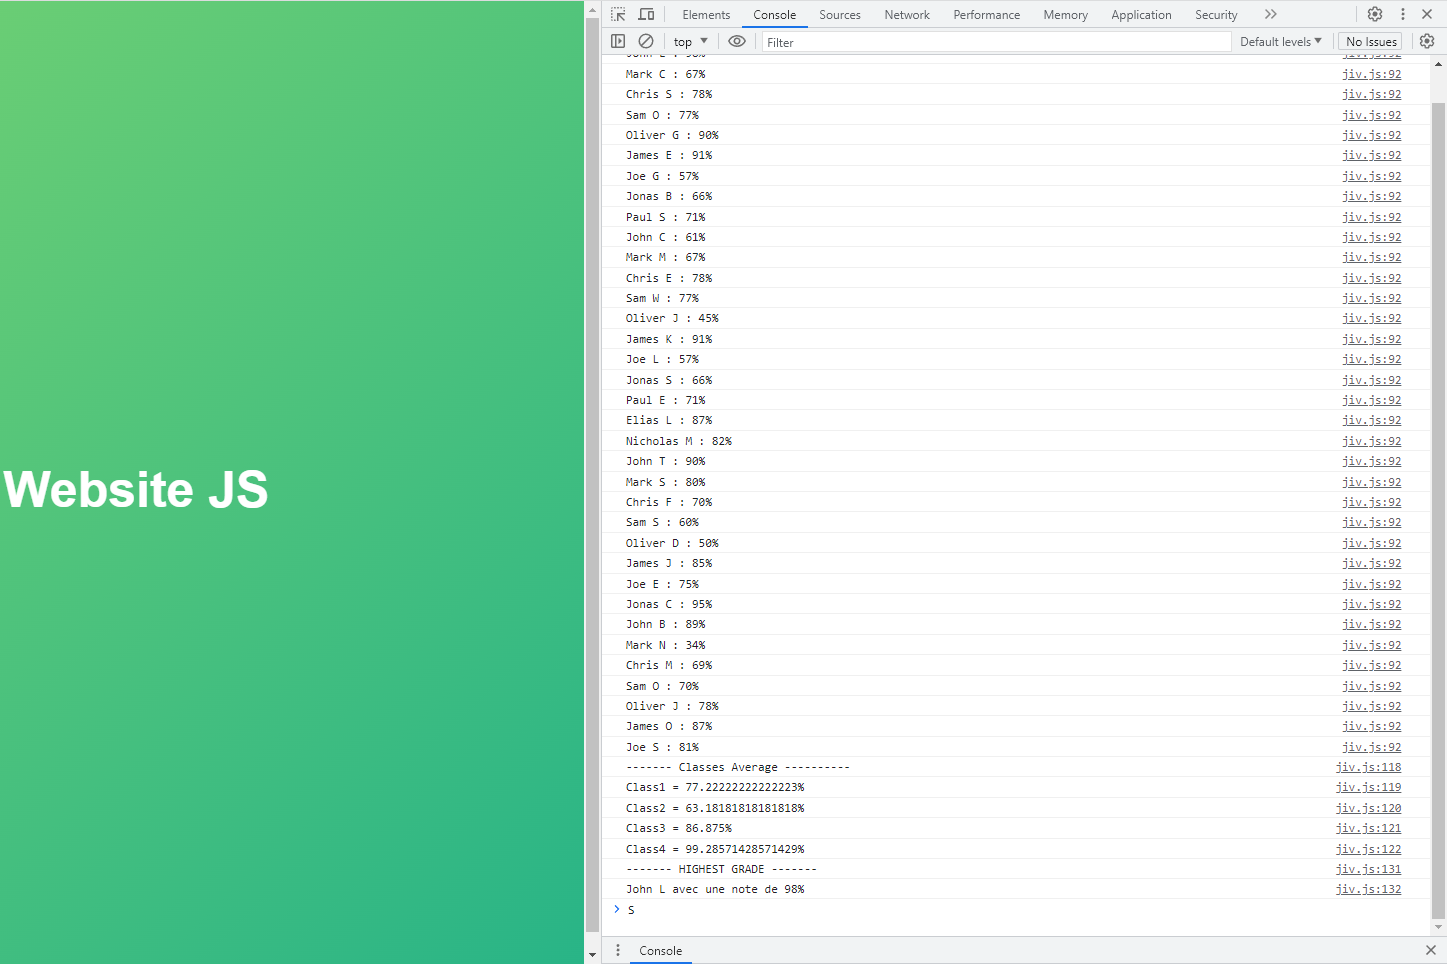 Website JS
Elements Console Sources Network Performance Memory Application Security
top Filter Default levels No Issues
jiv.js:92
Mark C : 67% jiv.js:92
Chris S : 78% jiv.js:92
Sam O : 77% jiv.js:92
Oliver G : 90% jiv.js:92
James E : 91% jiv.js:92
Joe G : 57% jiv.js:92
Jonas B : 66% jiv.js:92
Paul S : 71% jiv.js:92
John C : 61% jiv.js:92
Mark M : 67% jiv.js:92
Chris E : 78% jiv.js:92
Sam W : 77% jiv.js:92
Oliver J : 45% jiv.js:92
James K : 91% jiv.js:92
Joe L : 57% jiv.js:92
Jonas S : 66% jiv.js:92
Paul E : 71% jiv.js:92
Elias L : 87% jiv.js:92
Nicholas M : 82% jiv.js:92
John T : 90% jiv.js:92
Mark S : 80% jiv.js:92
Chris F : 70% jiv.js:92
Sam S : 60% jiv.js:92
Oliver D : 50% jiv.js:92
James J : 85% jiv.js:92
Joe E : 75% jiv.js:92
Jonas C : 95% jiv.js:92
John B : 89% jiv.js:92
Mark N : 34% jiv.js:92
Chris M : 69% jiv.js:92
Sam O : 70% jiv.js:92
Oliver J : 78% jiv.js:92
James O : 87% jiv.js:92
Joe S : 81% jiv.js:92
------- Classes Average ---------- jiv.js:118
Class1 = 77.22222222222223% jiv.js:119
Class2 = 63.18181818181818% jiv.js:120
Class3 = 86.875% jiv.js:121
Class4 = 99.28571428571429% jiv.js:122
------- HIGHEST GRADE ------- jiv.js:131
John L avec une note de 98% jiv.js:132
> S
Console